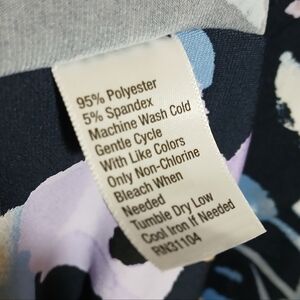 95% Polyester
5% Spandex
Machine Wash Cold
Gentle Cycle
With Like Colors
Only Non-Chlorine
Bleach When
Needed
Tumble Dry Low
Cool Iron If Needed
RN31104